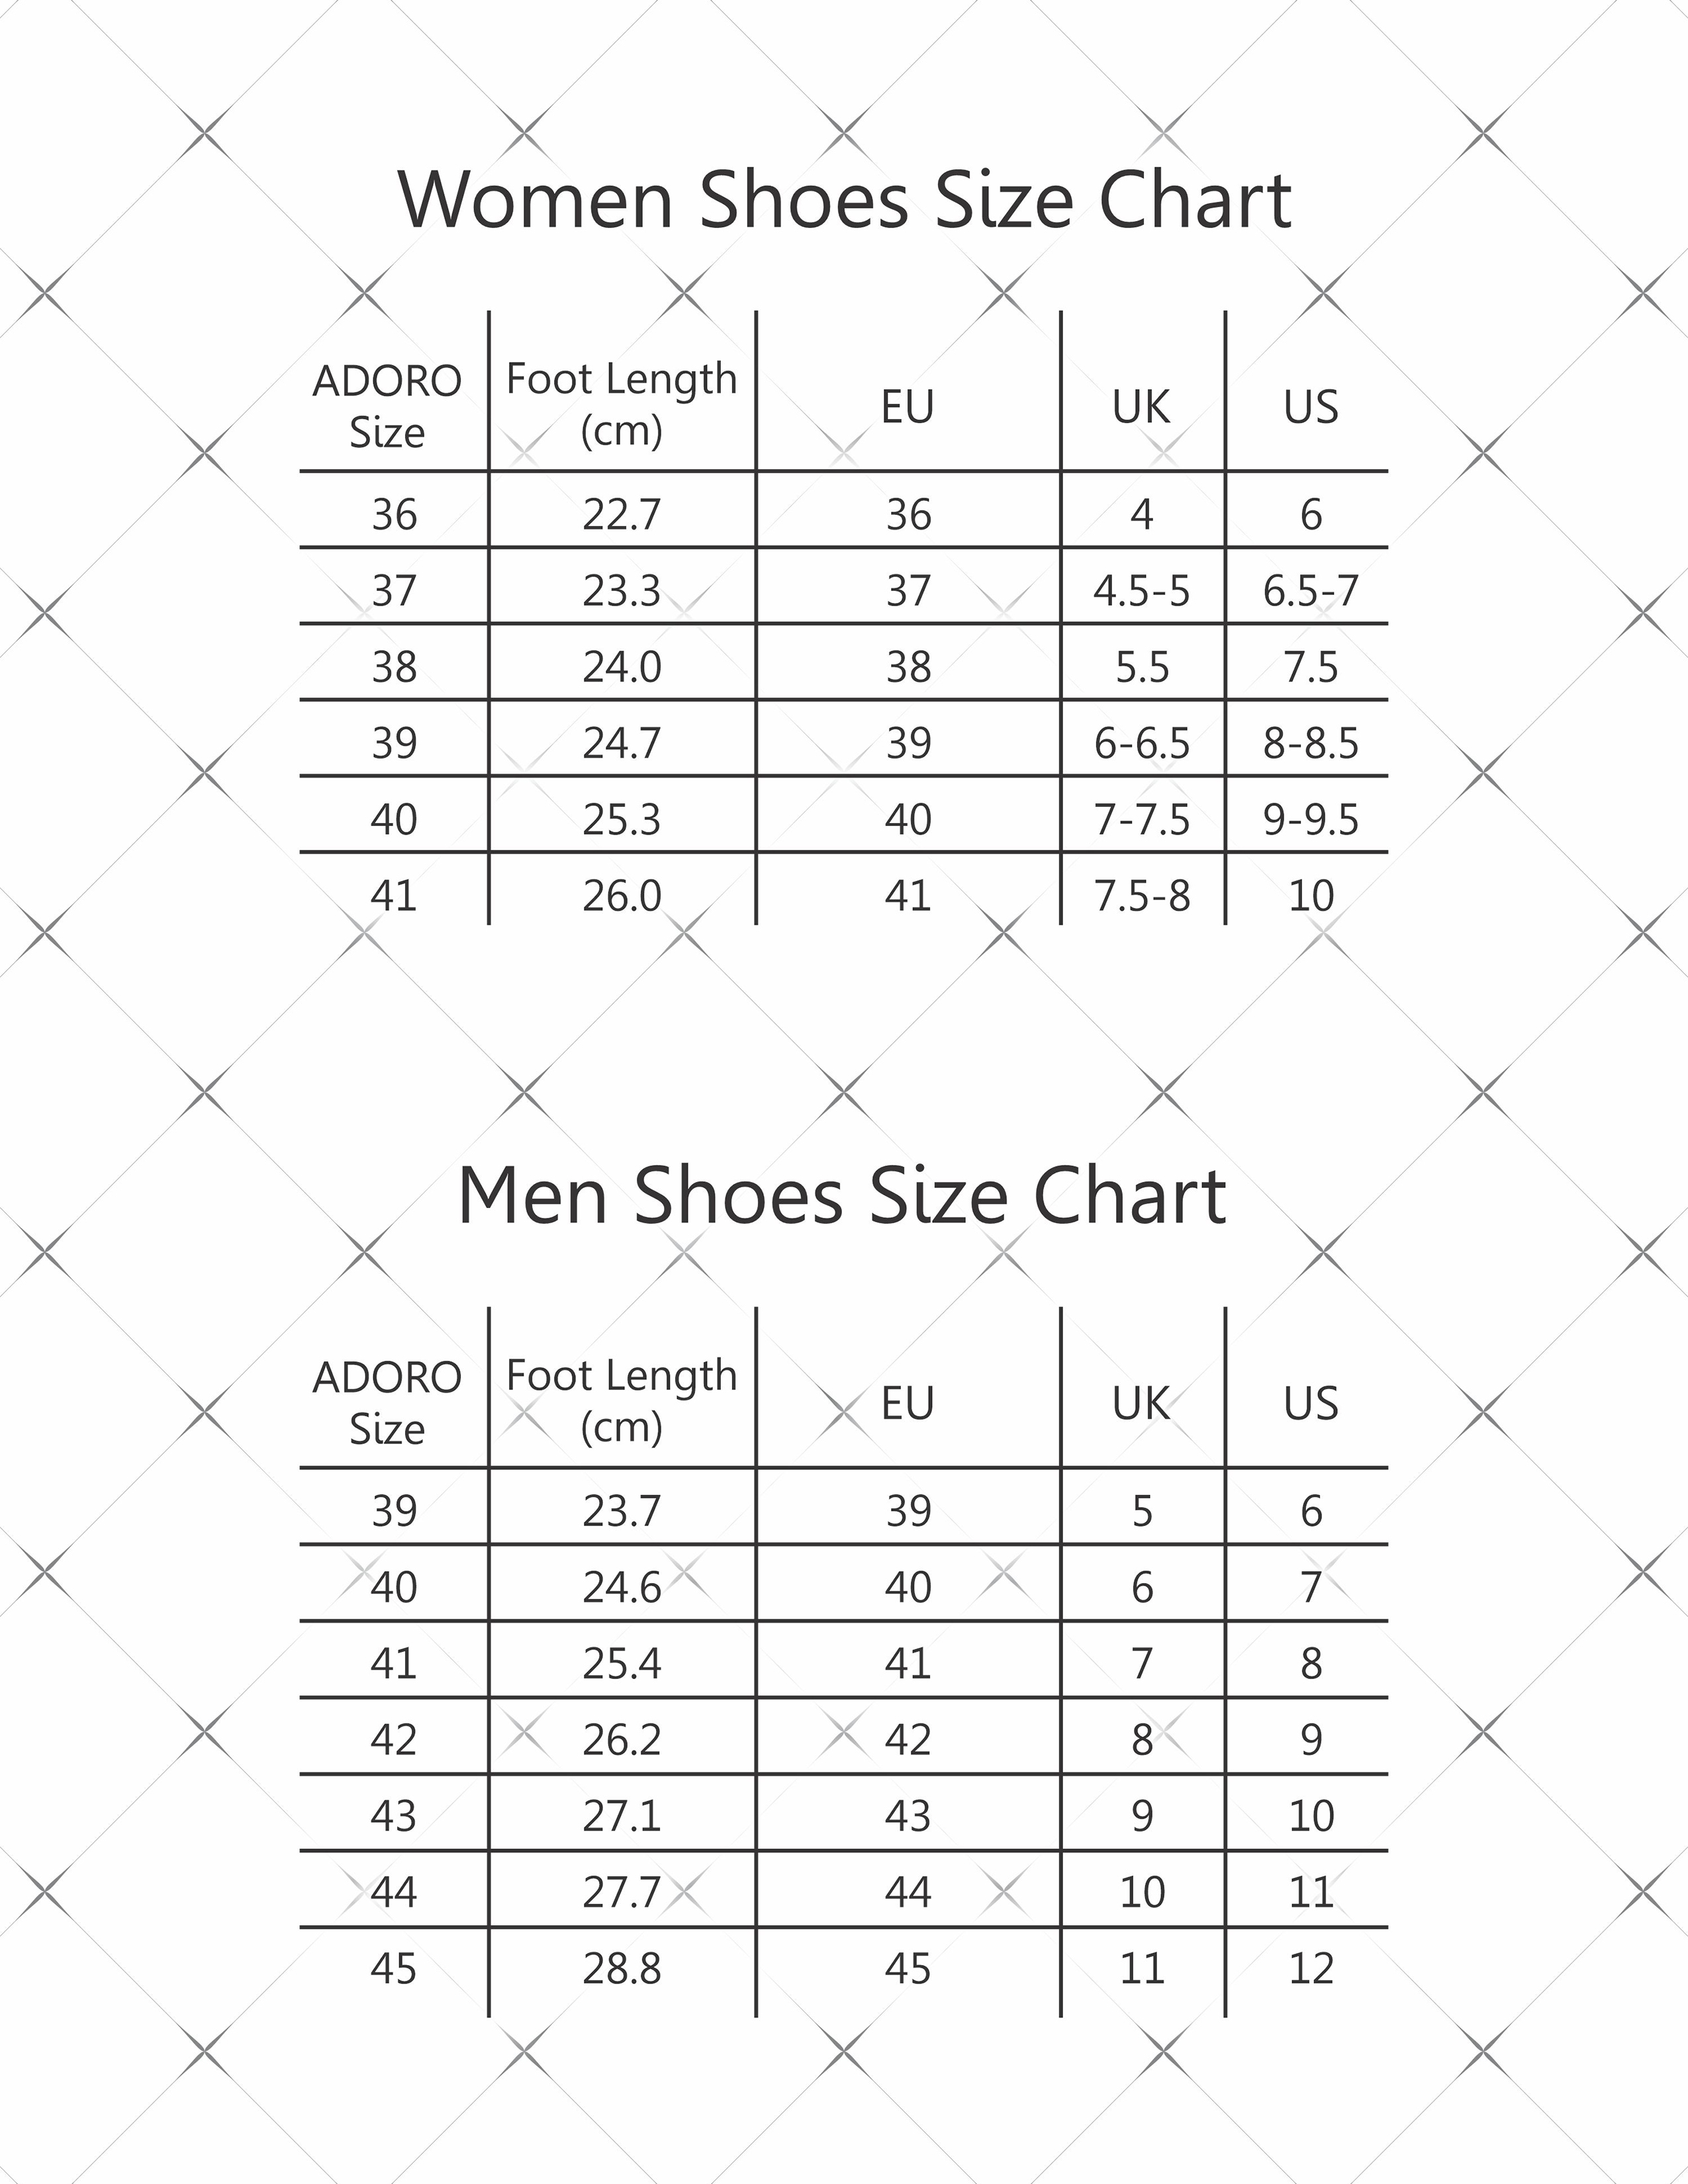 Women Shoes Size Chart
ADORO Size | Foot Length (cm) | EU | UK | US
36 | 22.7 | 36 | 4 | 6
37 | 23.3 | 37 | 4.5-5 | 6.5-7
38 | 24.0 | 38 | 5.5 | 7.5
39 | 24.7 | 39 | 6-6.5 | 8-8.5
40 | 25.3 | 40 | 7-7.5 | 9-9.5
41 | 26.0 | 41 | 7.5-8 | 10
Men Shoes Size Chart
ADORO Size | Foot Length (cm) | EU | UK | US
39 | 23.7 | 39 | 5 | 6
40 | 24.6 | 40 | 6 | 7
41 | 25.4 | 41 | 7 | 8
42 | 26.2 | 42 | 8 | 9
43 | 27.1 | 43 | 9 | 10
44 | 27.7 | 44 | 10 | 11
45 | 28.8 | 45 | 11 | 12